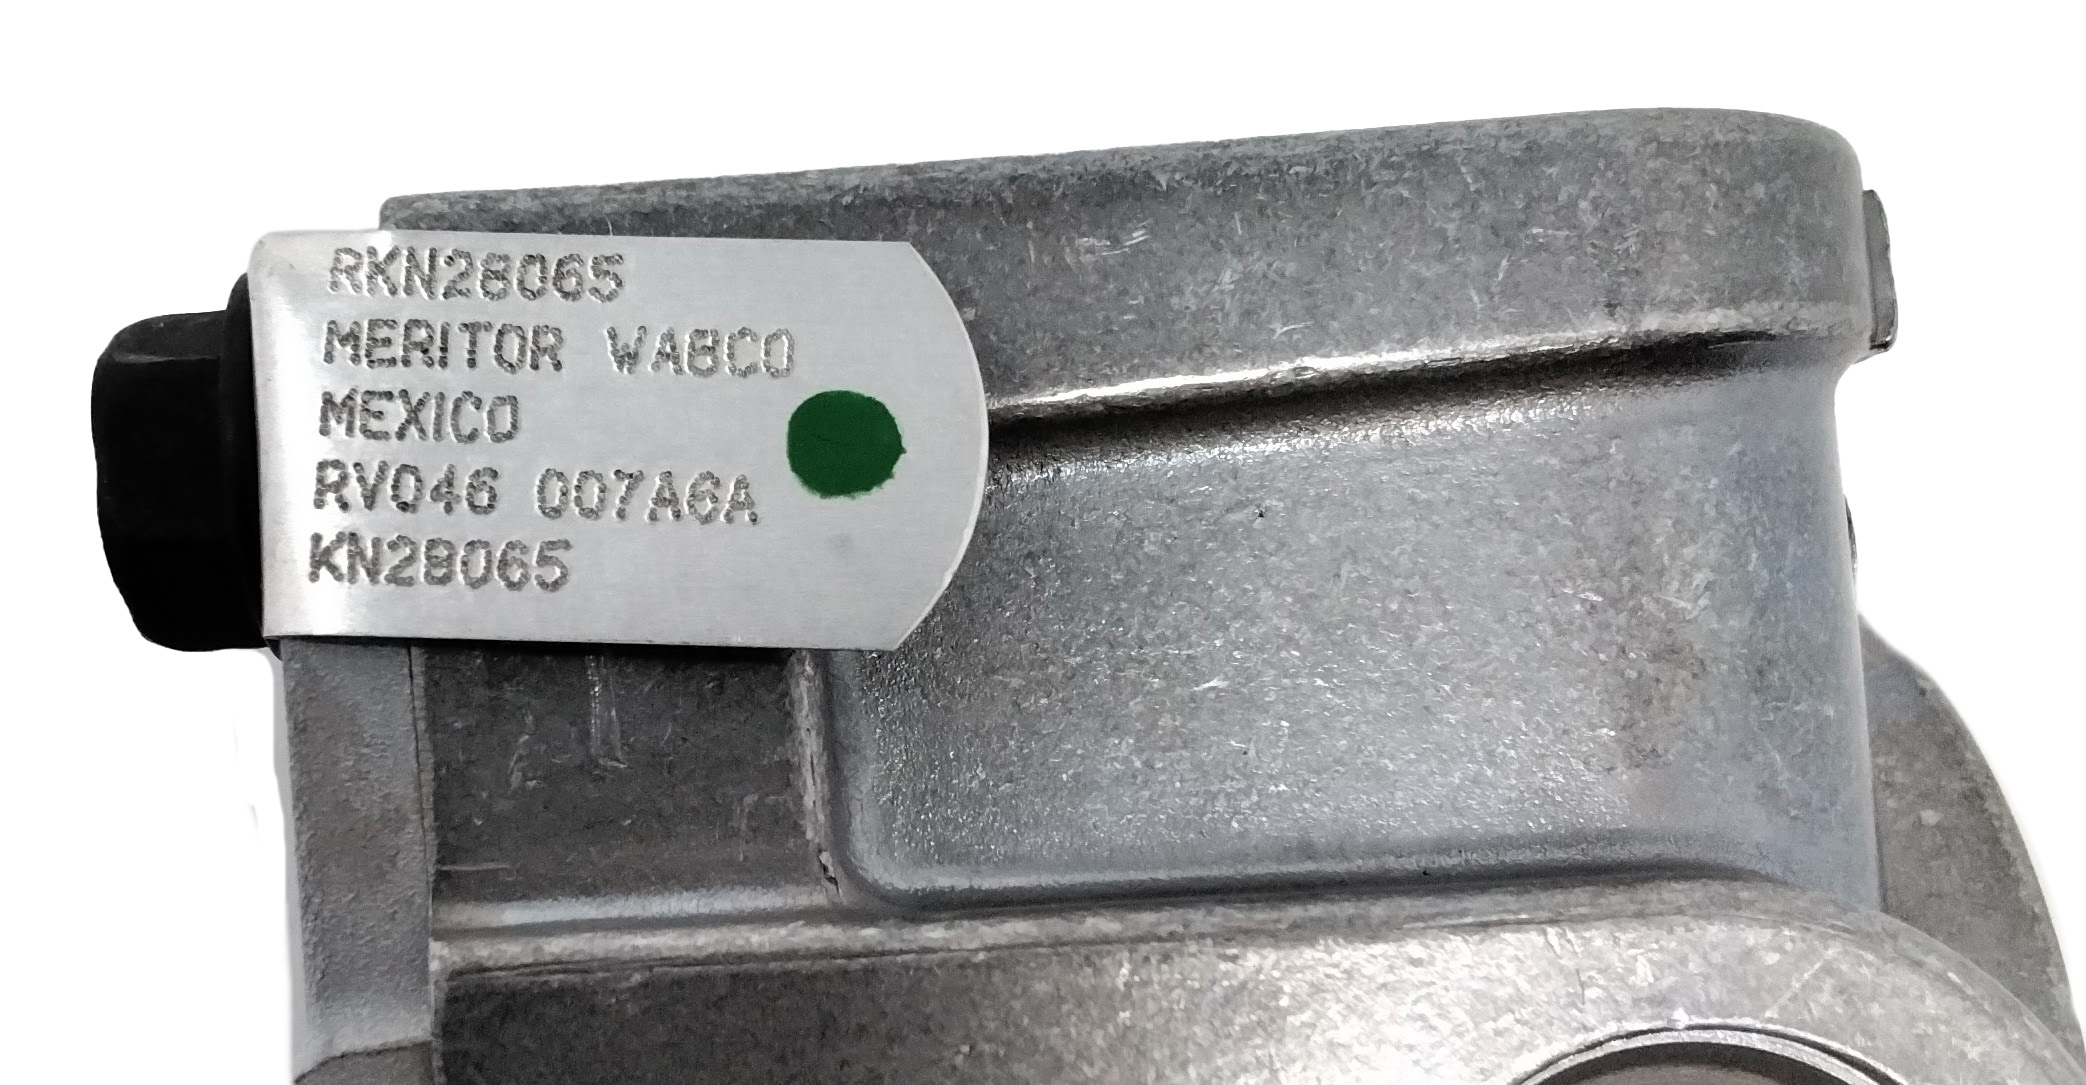 RKN28065
MERITOR WABCO
MEXICO
RV046 007A6A
KN28065